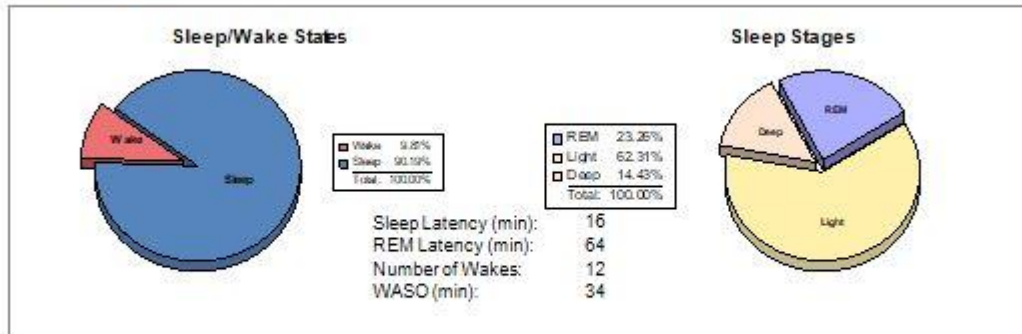 Sleep/Wake States
Wake
Sleep
Wake 9.81%
Sleep 90.19%
Total: 100.00%
Sleep Stages
REM
Deep
Light
REM 23.26%
Light 62.31%
Deep 14.43%
Total: 100.00%
Sleep Latency (min): 16
REM Latency (min): 64
Number of Wakes: 12
WASO (min): 34